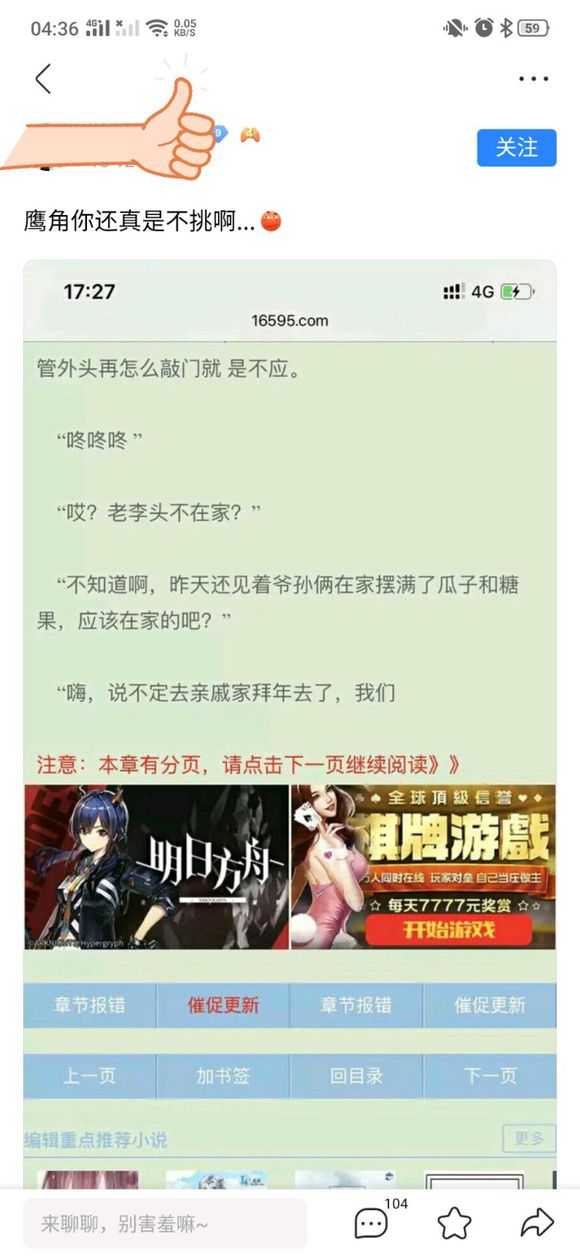 04:36 4G 0.05 KB/S 59
关注
鹰角你还真是不挑啊...
17:27 4G
16595.com
管外头再怎么敲门就 是不应。
“咚咚咚 ”
“哎？老李头不在家？”
“不知道啊，昨天还见着爷孙俩在家摆满了瓜子和糖
果，应该在家的吧？”
“嗨，说不定去亲戚家拜年去了，我们
注意：本章有分页，请点击下一页继续阅读》》
明日方舟
全球頂級信誉
棋牌游戲
万人同时在线 玩家对垒 自己当庄做主
☆ 每天7777元奖赏 ☆
开始游戏
Hypergryph
章节报错 催促更新 章节报错 催促更新
上一页 加书签 回目录 下一页
编辑重点推荐小说 更多
来聊聊，别害羞嘛~ 104